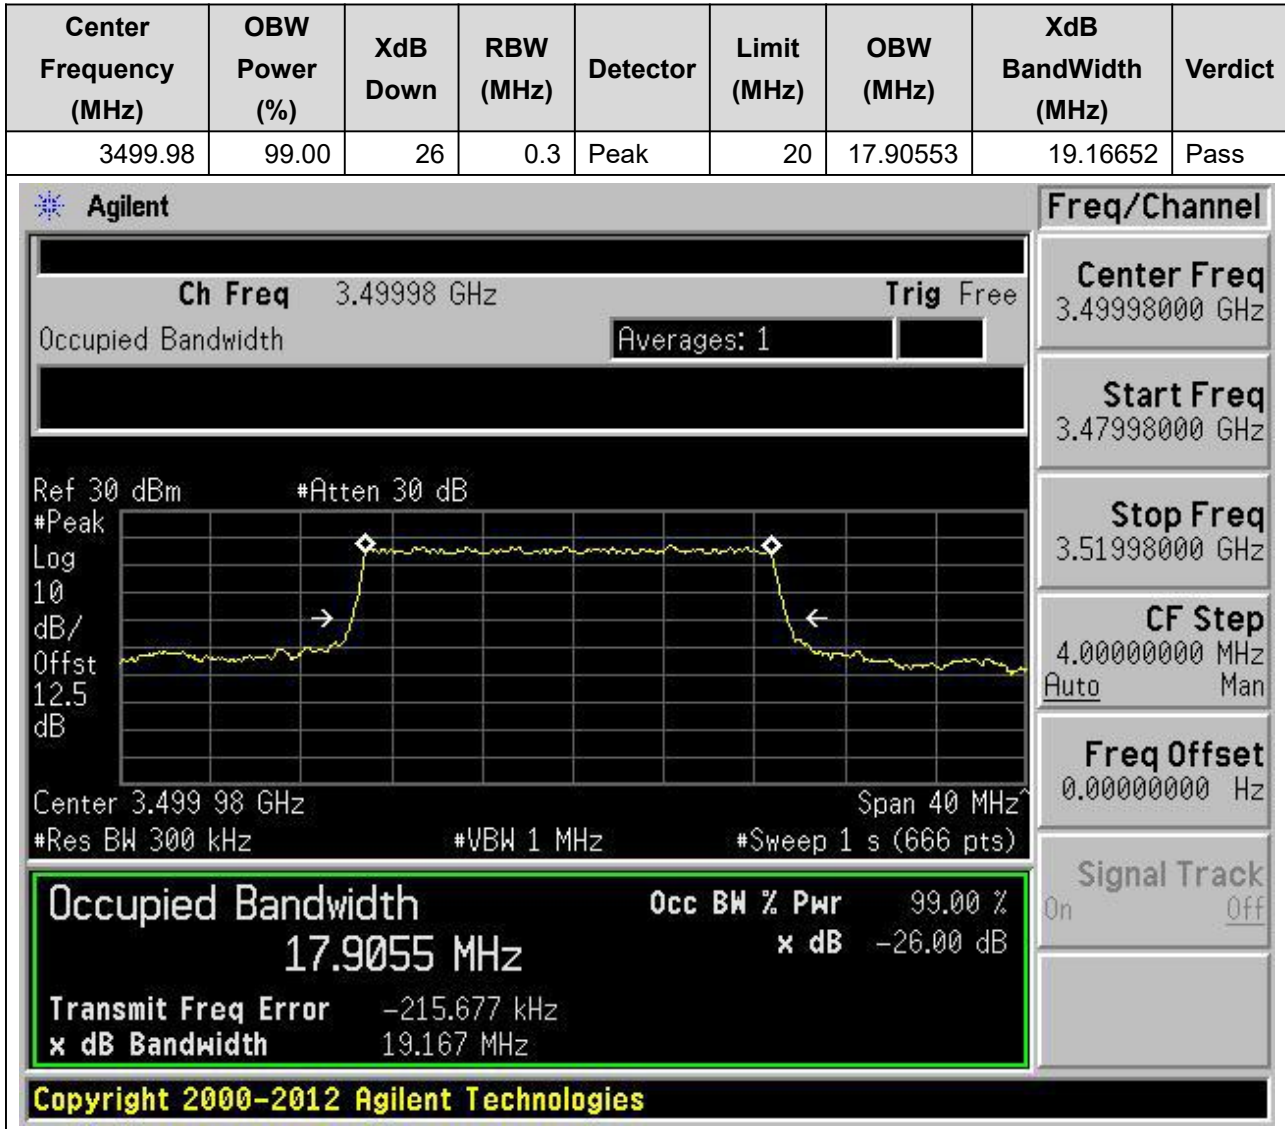 Center Frequency (MHz) OBW Power (%) XdB Down RBW (MHz) Detector Limit (MHz) OBW (MHz) XdB BandWidth (MHz) Verdict
3499.98 99.00 26 0.3 Peak 20 17.90553 19.16652 Pass
Agilent
Freq/Channel
Ch Freq 3.49998 GHz Trig Free
Occupied Bandwidth Averages: 1
Center Freq
3.49998000 GHz
Start Freq
3.47998000 GHz
Stop Freq
3.51998000 GHz
CF Step
4.00000000 MHz
Auto Man
Freq Offset
0.00000000 Hz
Signal Track
On Off
Ref 30 dBm #Atten 30 dB
#Peak
Log
10
dB/
Offst
12.5
dB
Center 3.499 98 GHz Span 40 MHz^
#Res BW 300 kHz #VBW 1 MHz #Sweep 1 s (666 pts)
Occupied Bandwidth Occ BW % Pwr 99.00 %
17.9055 MHz x dB -26.00 dB
Transmit Freq Error -215.677 kHz
x dB Bandwidth 19.167 MHz
Copyright 2000-2012 Agilent Technologies